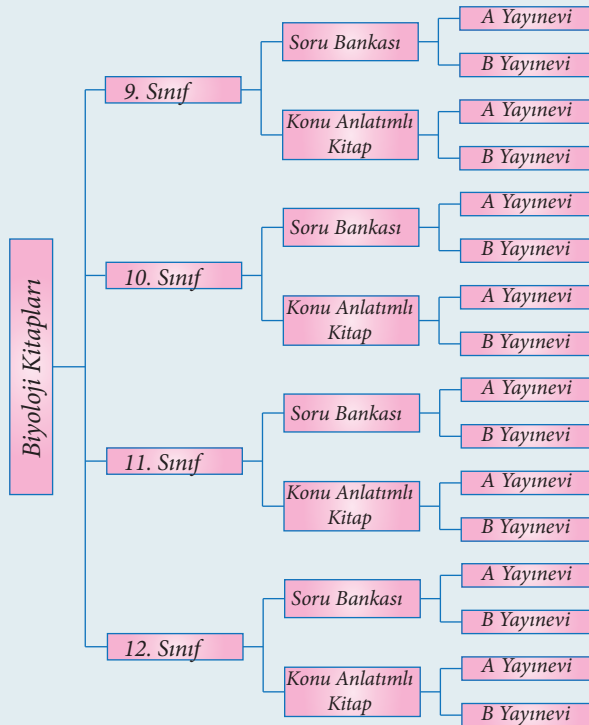 Biyoloji Kitapları
9. Sınıf
Soru Bankası
A Yayınevi
B Yayınevi
Konu Anlatımlı
Kitap
A Yayınevi
B Yayınevi
10. Sınıf
Soru Bankası
A Yayınevi
B Yayınevi
Konu Anlatımlı
Kitap
A Yayınevi
B Yayınevi
11. Sınıf
Soru Bankası
A Yayınevi
B Yayınevi
Konu Anlatımlı
Kitap
A Yayınevi
B Yayınevi
12. Sınıf
Soru Bankası
A Yayınevi
B Yayınevi
Konu Anlatımlı
Kitap
A Yayınevi
B Yayınevi